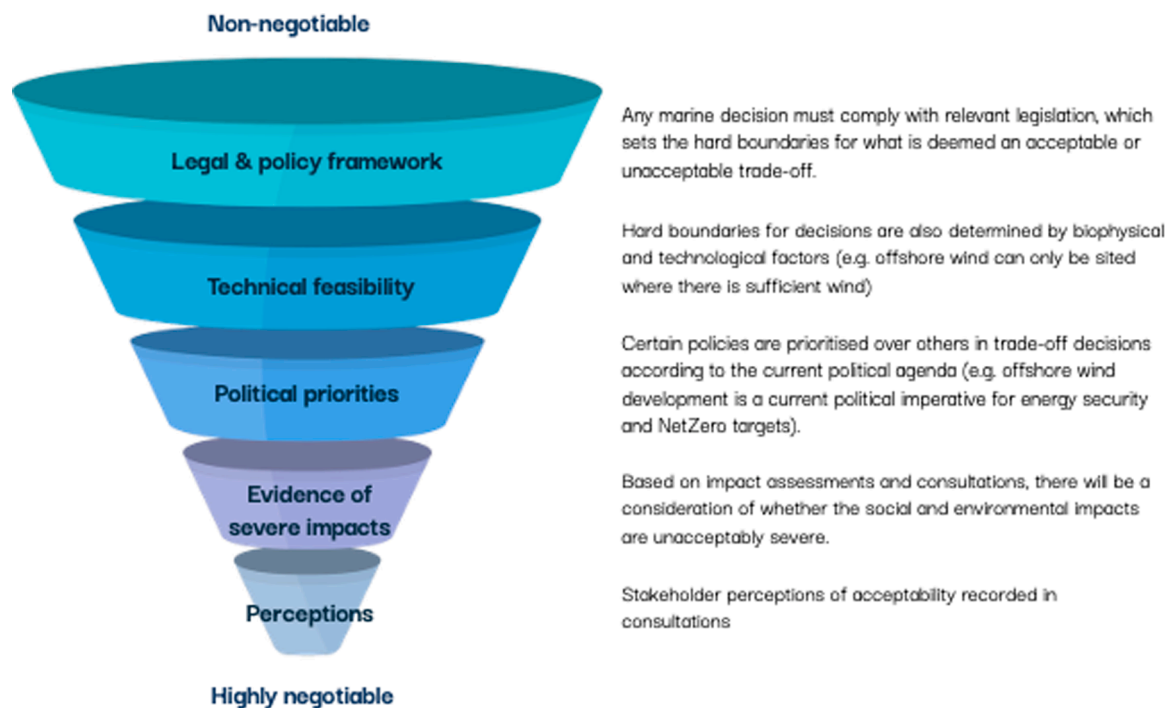 Non-negotiable
Legal & policy framework
Any marine decision must comply with relevant legislation, which
sets the hard boundaries for what is deemed an acceptable or
unacceptable trade-off.
Technical feasibility
Hard boundaries for decisions are also determined by biophysical
and technological factors (e.g. offshore wind can only be sited
where there is sufficient wind)
Political priorities
Certain policies are prioritised over others in trade-off decisions
according to the current political agenda (e.g. offshore wind
development is a current political imperative for energy security
and NetZero targets).
Evidence of
severe impacts
Based on impact assessments and consultations, there will be a
consideration of whether the social and environmental impacts
are unacceptably severe.
Perceptions
Stakeholder perceptions of acceptability recorded in
consultations
Highly negotiable